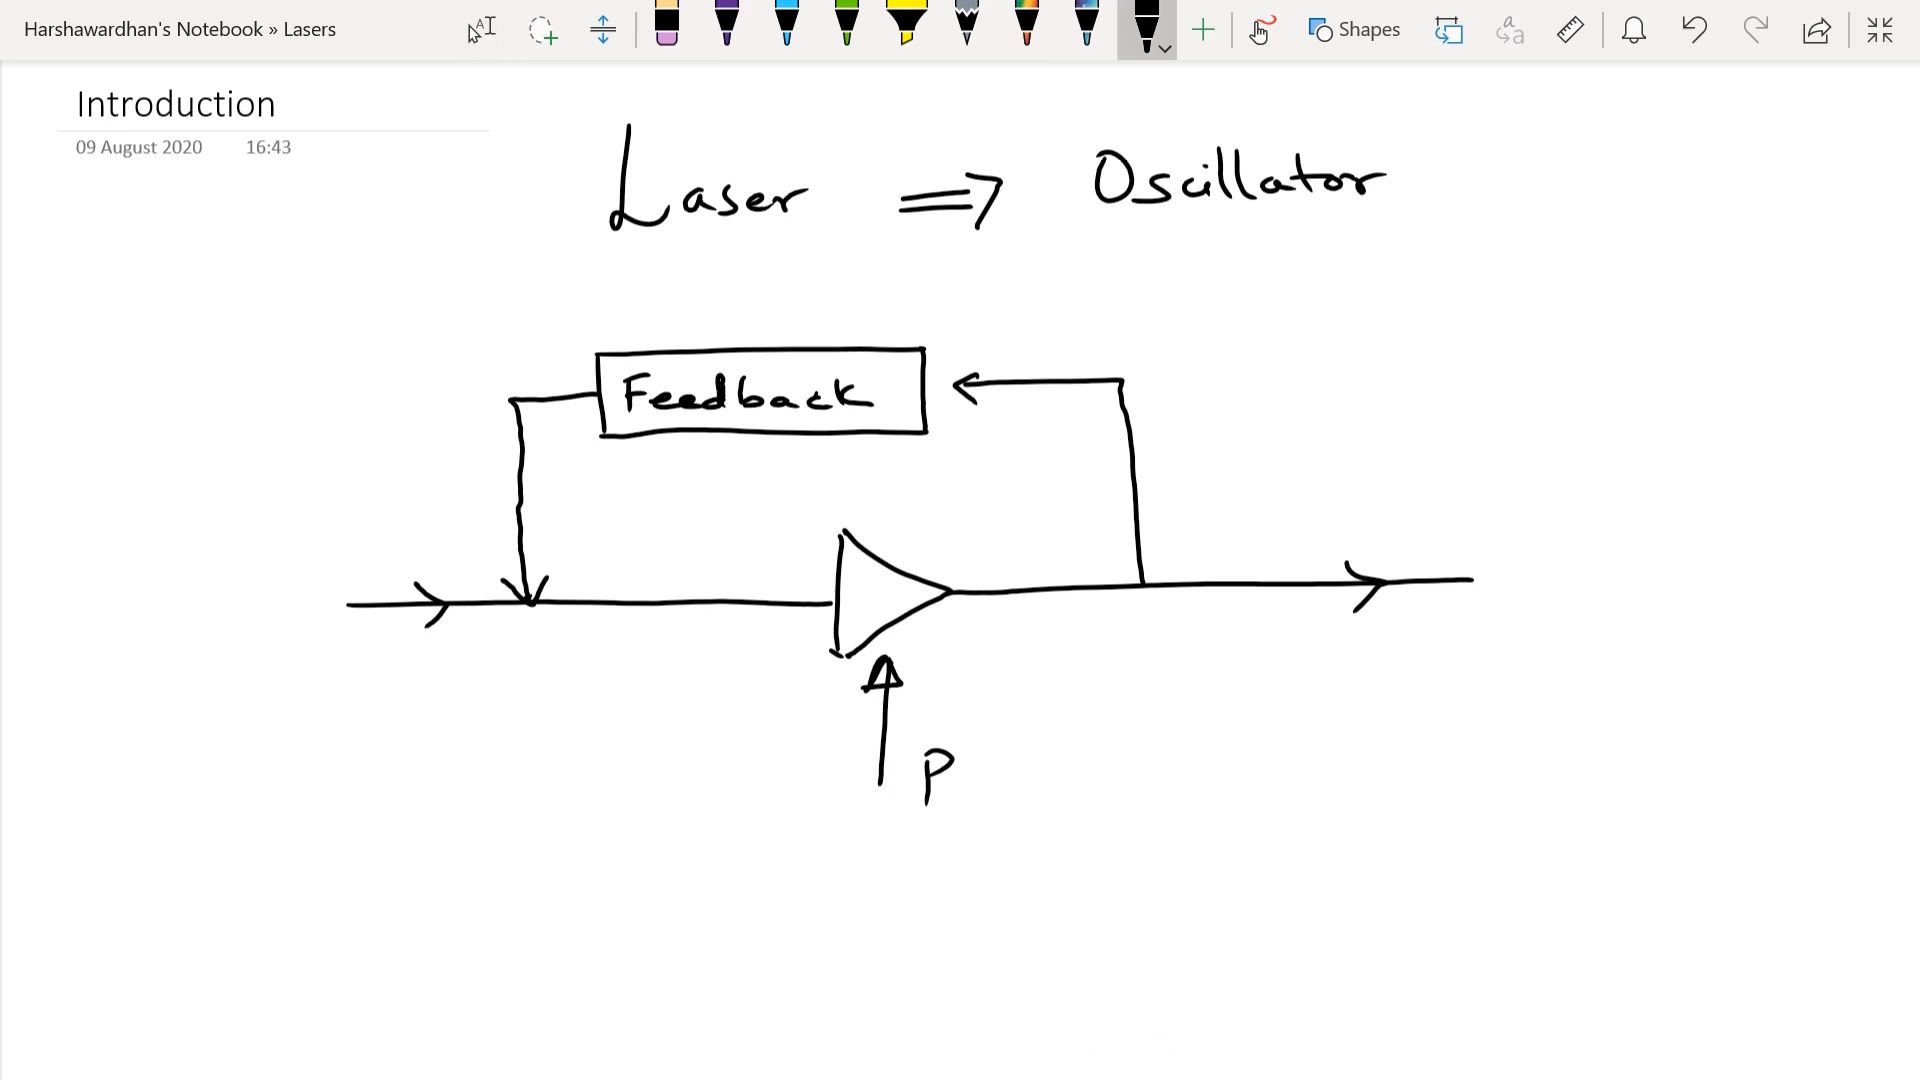 Harshawardhan's Notebook » Lasers
Shapes
Introduction
09 August 2020 16:43
Laser ⇒ Oscillator
Feedback
P